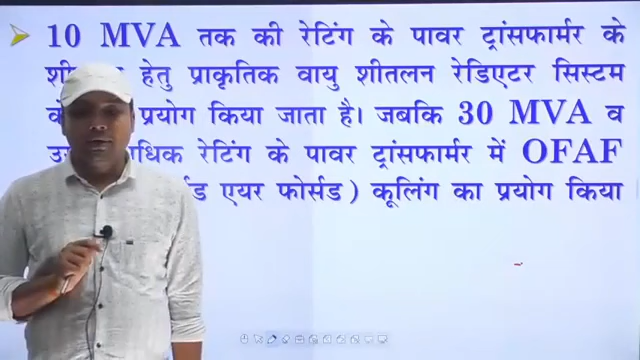 10 MVA तक की रेटिंग के पावर ट्रांसफार्मर के
हेतु प्राकृतिक वायु शीतलन रेडिएटर सिस्टम
प्रयोग किया जाता है। जबकि 30 MVA व
रेटिंग के पावर ट्रांसफार्मर में OFAF
एयर फोर्सड ) कूलिंग का प्रयोग किया